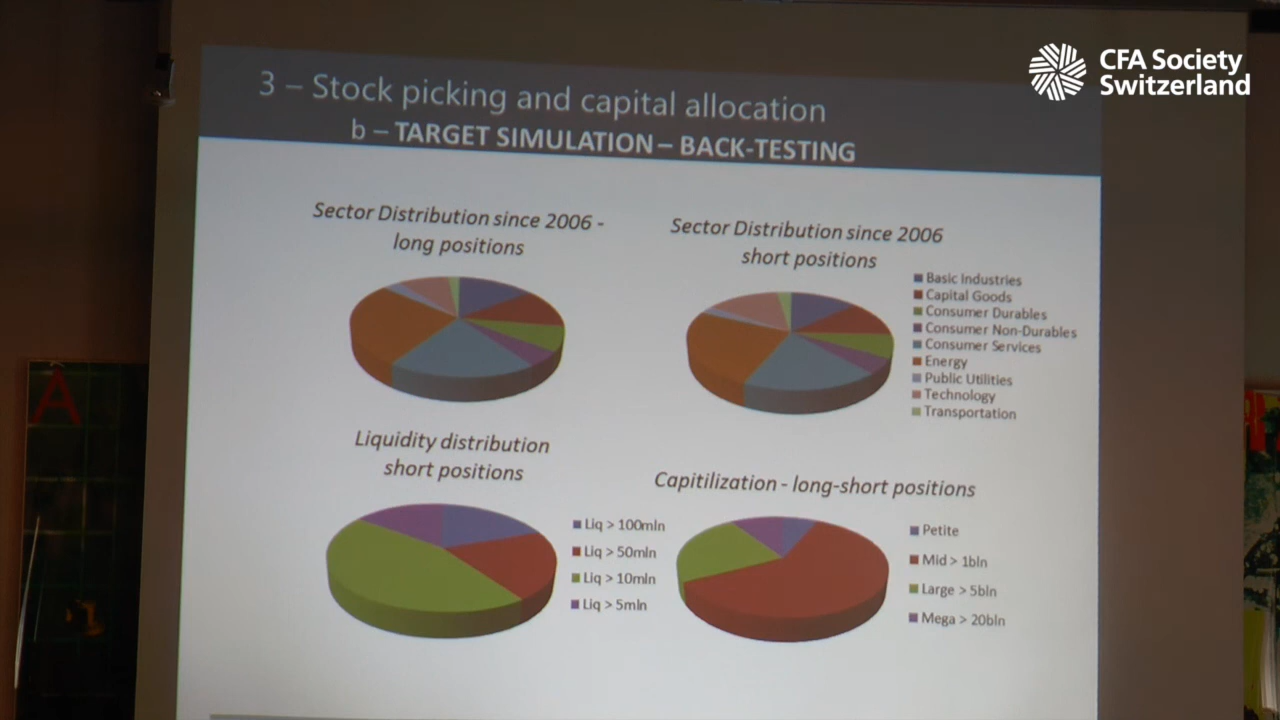 CFA Society
Switzerland
3 – Stock picking and capital allocation
b – TARGET SIMULATION – BACK-TESTING
Sector Distribution since 2006 -
long positions
Sector Distribution since 2006
short positions
Basic Industries
Capital Goods
Consumer Durables
Consumer Non-Durables
Consumer Services
Energy
Public Utilities
Technology
Transportation
Liquidity distribution
short positions
Liq > 100mln
Liq > 50mln
Liq > 10mln
Liq > 5mln
Capitilization - long-short positions
Petite
Mid > 1bln
Large > 5bln
Mega > 20bln
A